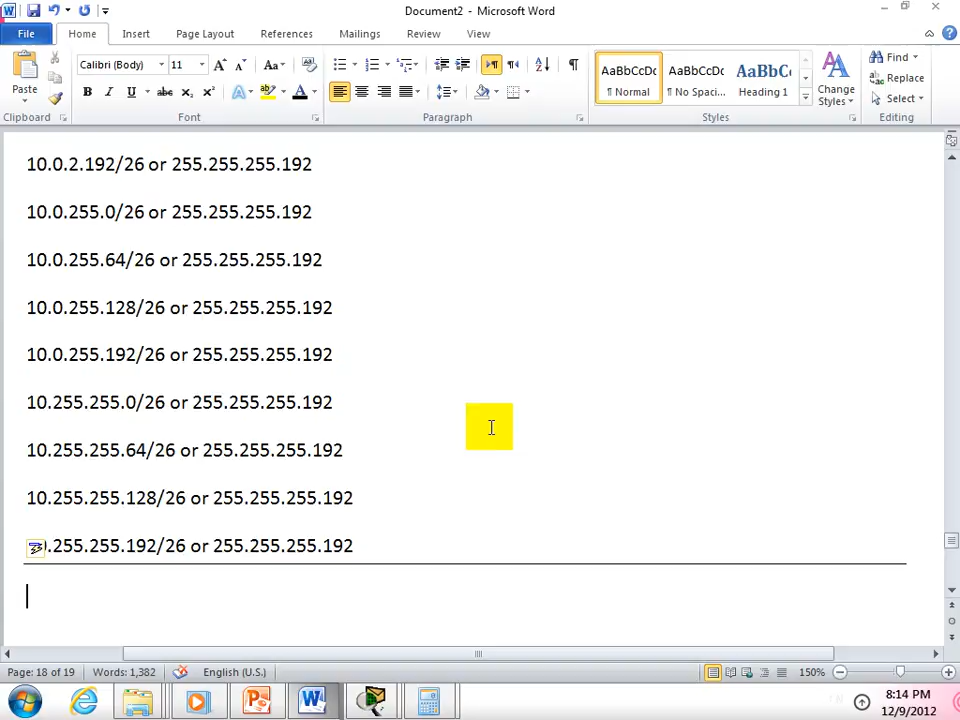 Document2 - Microsoft Word
File Home Insert Page Layout References Mailings Review View
Paste
Calibri (Body) 11
AaBbCcDc AaBbCcDc AaBbC
¶ Normal ¶ No Spaci... Heading 1
Change Styles
Find
Replace
Select
Clipboard Font Paragraph Styles Editing
10.0.2.192/26 or 255.255.255.192
10.0.255.0/26 or 255.255.255.192
10.0.255.64/26 or 255.255.255.192
10.0.255.128/26 or 255.255.255.192
10.0.255.192/26 or 255.255.255.192
10.255.255.0/26 or 255.255.255.192
10.255.255.64/26 or 255.255.255.192
10.255.255.128/26 or 255.255.255.192
.255.255.192/26 or 255.255.255.192
Page: 18 of 19 Words: 1,382 English (U.S.) 150%
8:14 PM
12/9/2012